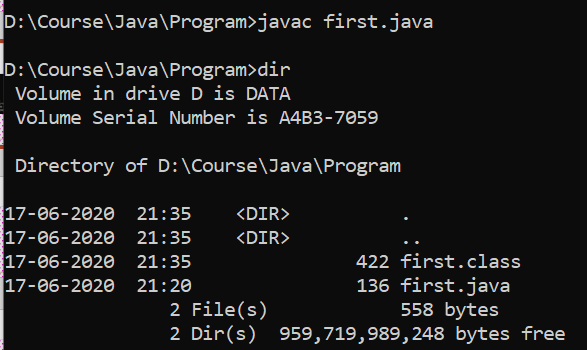 D:\Course\Java\Program>javac first.java
D:\Course\Java\Program>dir
 Volume in drive D is DATA
 Volume Serial Number is A4B3-7059
 Directory of D:\Course\Java\Program
17-06-2020  21:35    <DIR>          .
17-06-2020  21:35    <DIR>          ..
17-06-2020  21:35               422 first.class
17-06-2020  21:20               136 first.java
               2 File(s)            558 bytes
               2 Dir(s)  959,719,989,248 bytes free